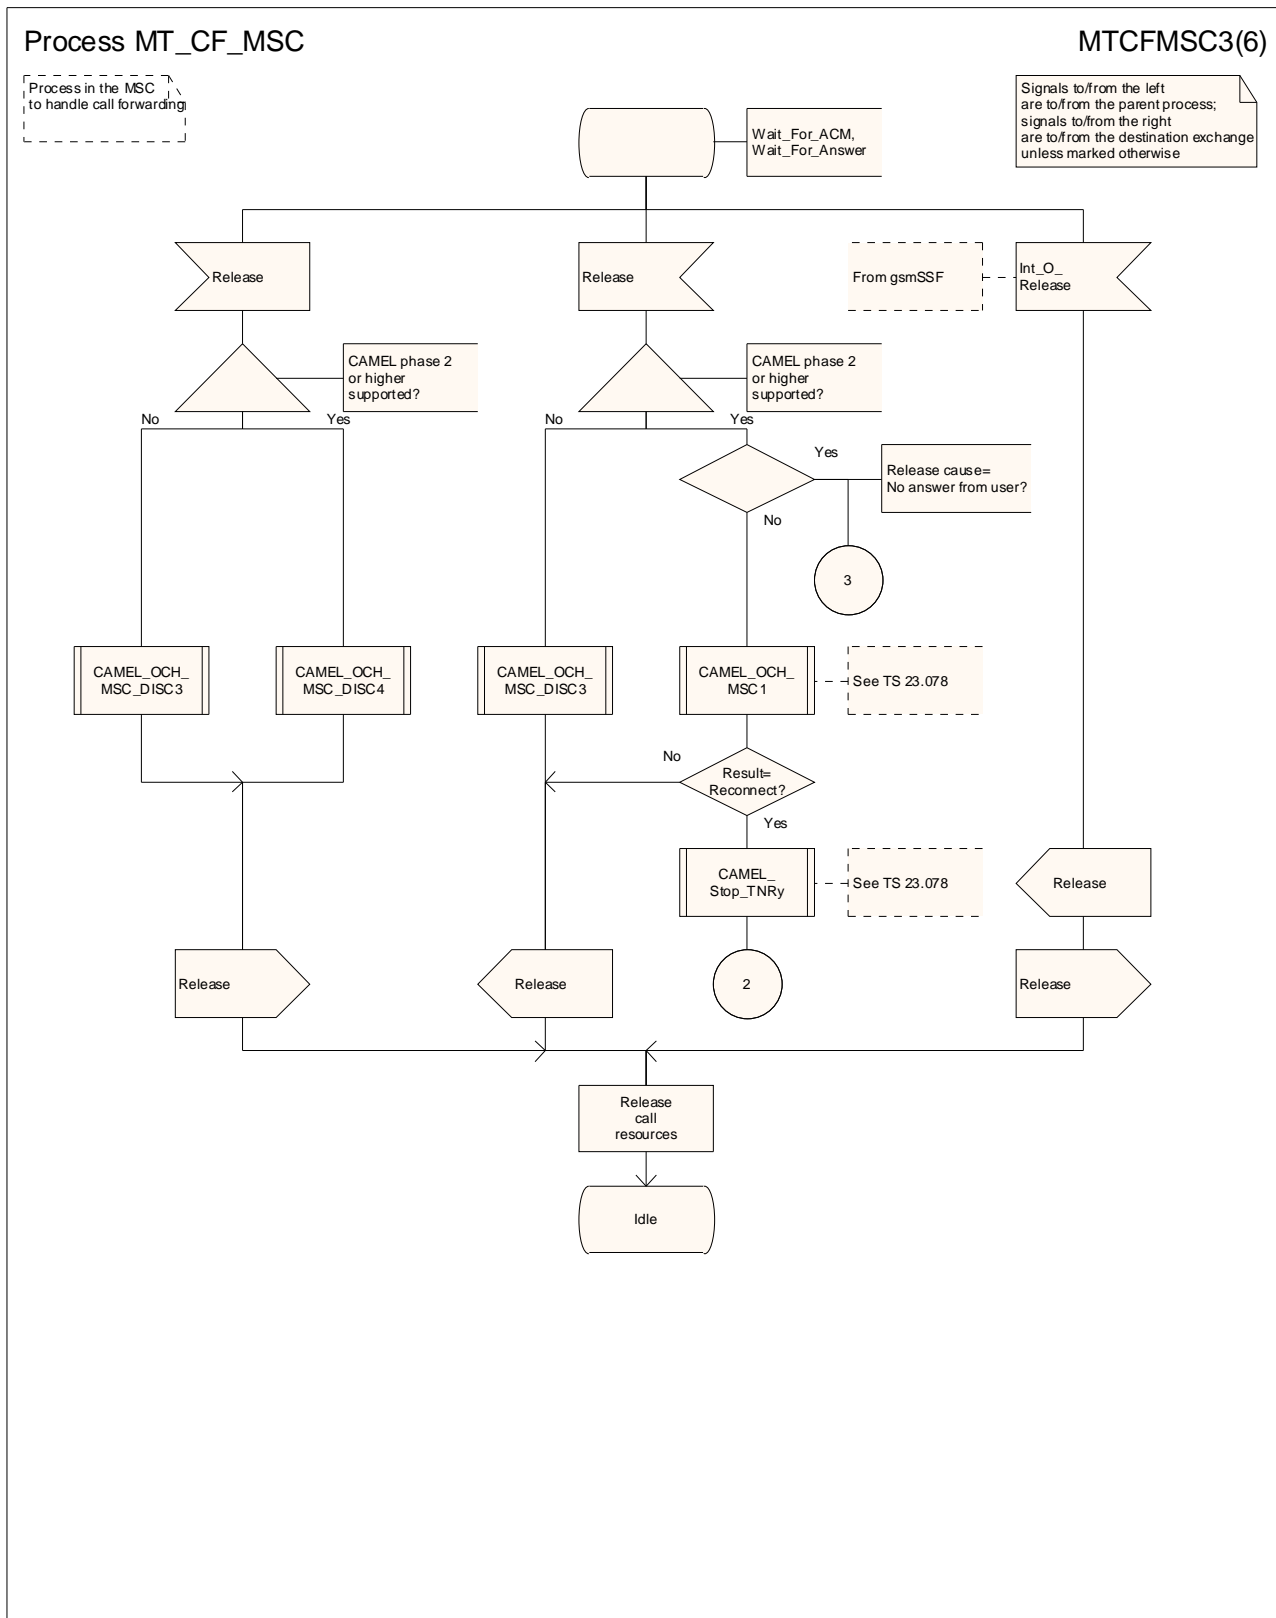 Process MT_CF_MSC
MTCFMSC3(6)
Process in the MSC
to handle call forwarding
Signals to/from the left
are to/from the parent process;
signals to/from the right
are to/from the destination exchange
unless marked otherwise
Wait_For_ACM,
Wait_For_Answer
Release
Release
From gsmSSF
Int_O_
Release
CAMEL phase 2
or higher
supported?
CAMEL phase 2
or higher
supported?
No
Yes
No
Yes
Yes
Release cause=
No answer from user?
No
3
CAMEL_OCH_
MSC_DISC3
CAMEL_OCH_
MSC_DISC4
CAMEL_OCH_
MSC_DISC3
CAMEL_OCH_
MSC1
See TS 23.078
No
Result=
Reconnect?
Yes
CAMEL_
Stop_TNRy
See TS 23.078
Release
Release
Release
2
Release
Release
call
resources
Idle